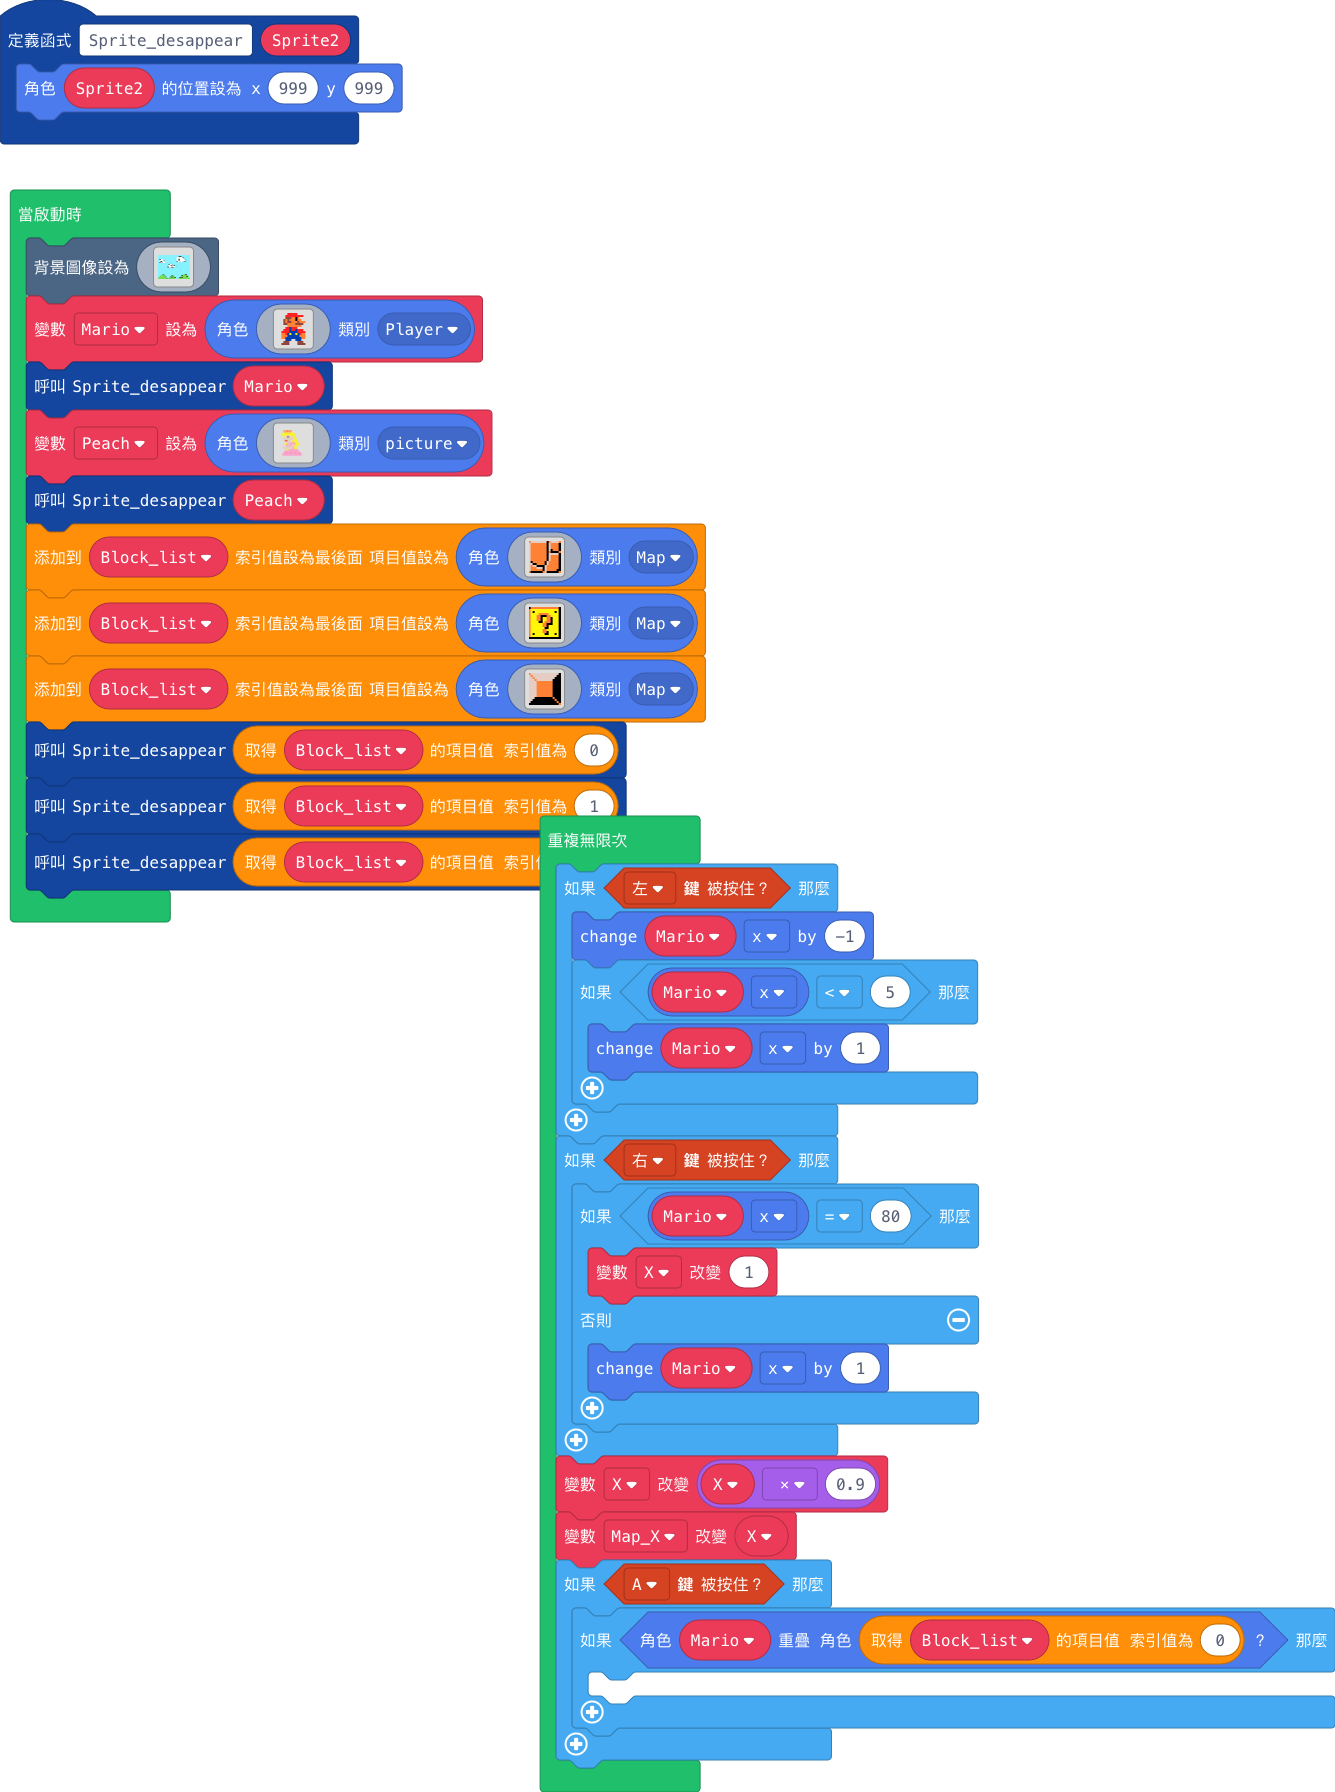 定義函式 Sprite_desappear Sprite2
角色 Sprite2 的位置設為 x 999 y 999
當啟動時
背景圖像設為
變數 Mario 設為 角色 類別 Player
呼叫 Sprite_desappear Mario
變數 Peach 設為 角色 類別 picture
呼叫 Sprite_desappear Peach
添加到 Block_list 索引值設為最後面 項目值設為 角色 類別 Map
添加到 Block_list 索引值設為最後面 項目值設為 角色 類別 Map
添加到 Block_list 索引值設為最後面 項目值設為 角色 類別 Map
呼叫 Sprite_desappear 取得 Block_list 的項目值 索引值為 0
呼叫 Sprite_desappear 取得 Block_list 的項目值 索引值為 1
呼叫 Sprite_desappear 取得 Block_list 的項目值 索引
重複無限次
如果 左 鍵 被按住？ 那麼
change Mario x by -1
如果 Mario x < 5 那麼
change Mario x by 1
如果 右 鍵 被按住？ 那麼
如果 Mario x = 80 那麼
變數 X 改變 1
否則
change Mario x by 1
變數 X 改變 X × 0.9
變數 Map_X 改變 X
如果 A 鍵 被按住？ 那麼
如果 角色 Mario 重疊 角色 取得 Block_list 的項目值 索引值為 0 ? 那麼